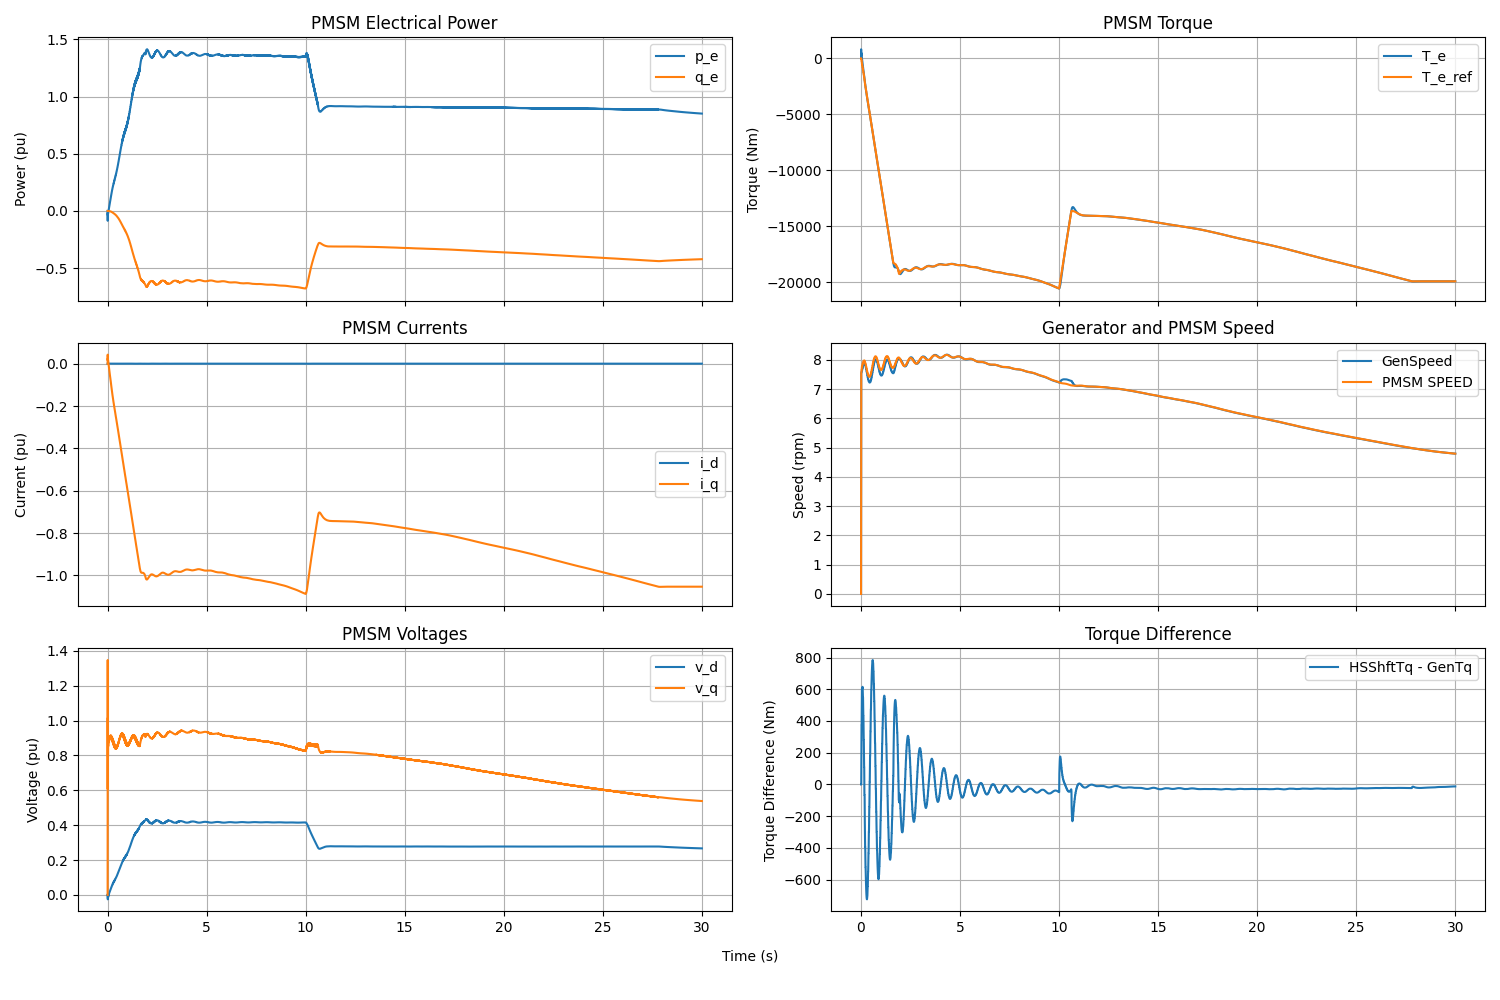 PMSM Electrical Power
Power (pu)
1.5
1.0
0.5
0.0
−0.5
p_e
q_e
PMSM Torque
Torque (Nm)
0
−5000
−10000
−15000
−20000
T_e
T_e_ref
PMSM Currents
Current (pu)
0.0
−0.2
−0.4
−0.6
−0.8
−1.0
i_d
i_q
Generator and PMSM Speed
Speed (rpm)
8
7
6
5
4
3
2
1
0
GenSpeed
PMSM SPEED
PMSM Voltages
Voltage (pu)
1.4
1.2
1.0
0.8
0.6
0.4
0.2
0.0
v_d
v_q
0 5 10 15 20 25 30
Torque Difference
Torque Difference (Nm)
800
600
400
200
0
−200
−400
−600
HSShftTq - GenTq
0 5 10 15 20 25 30
Time (s)